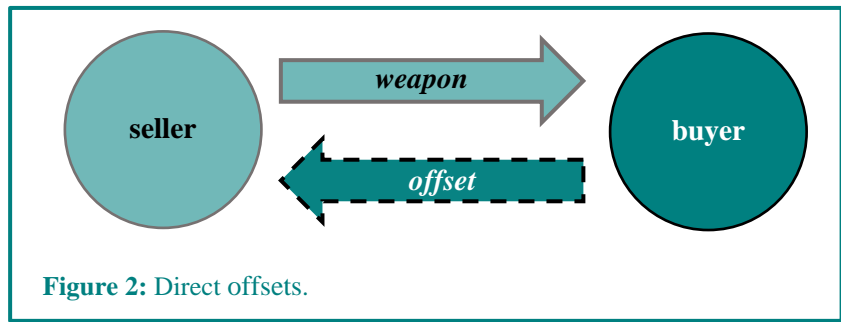 weapon
seller
buyer
offset
Figure 2: Direct offsets.